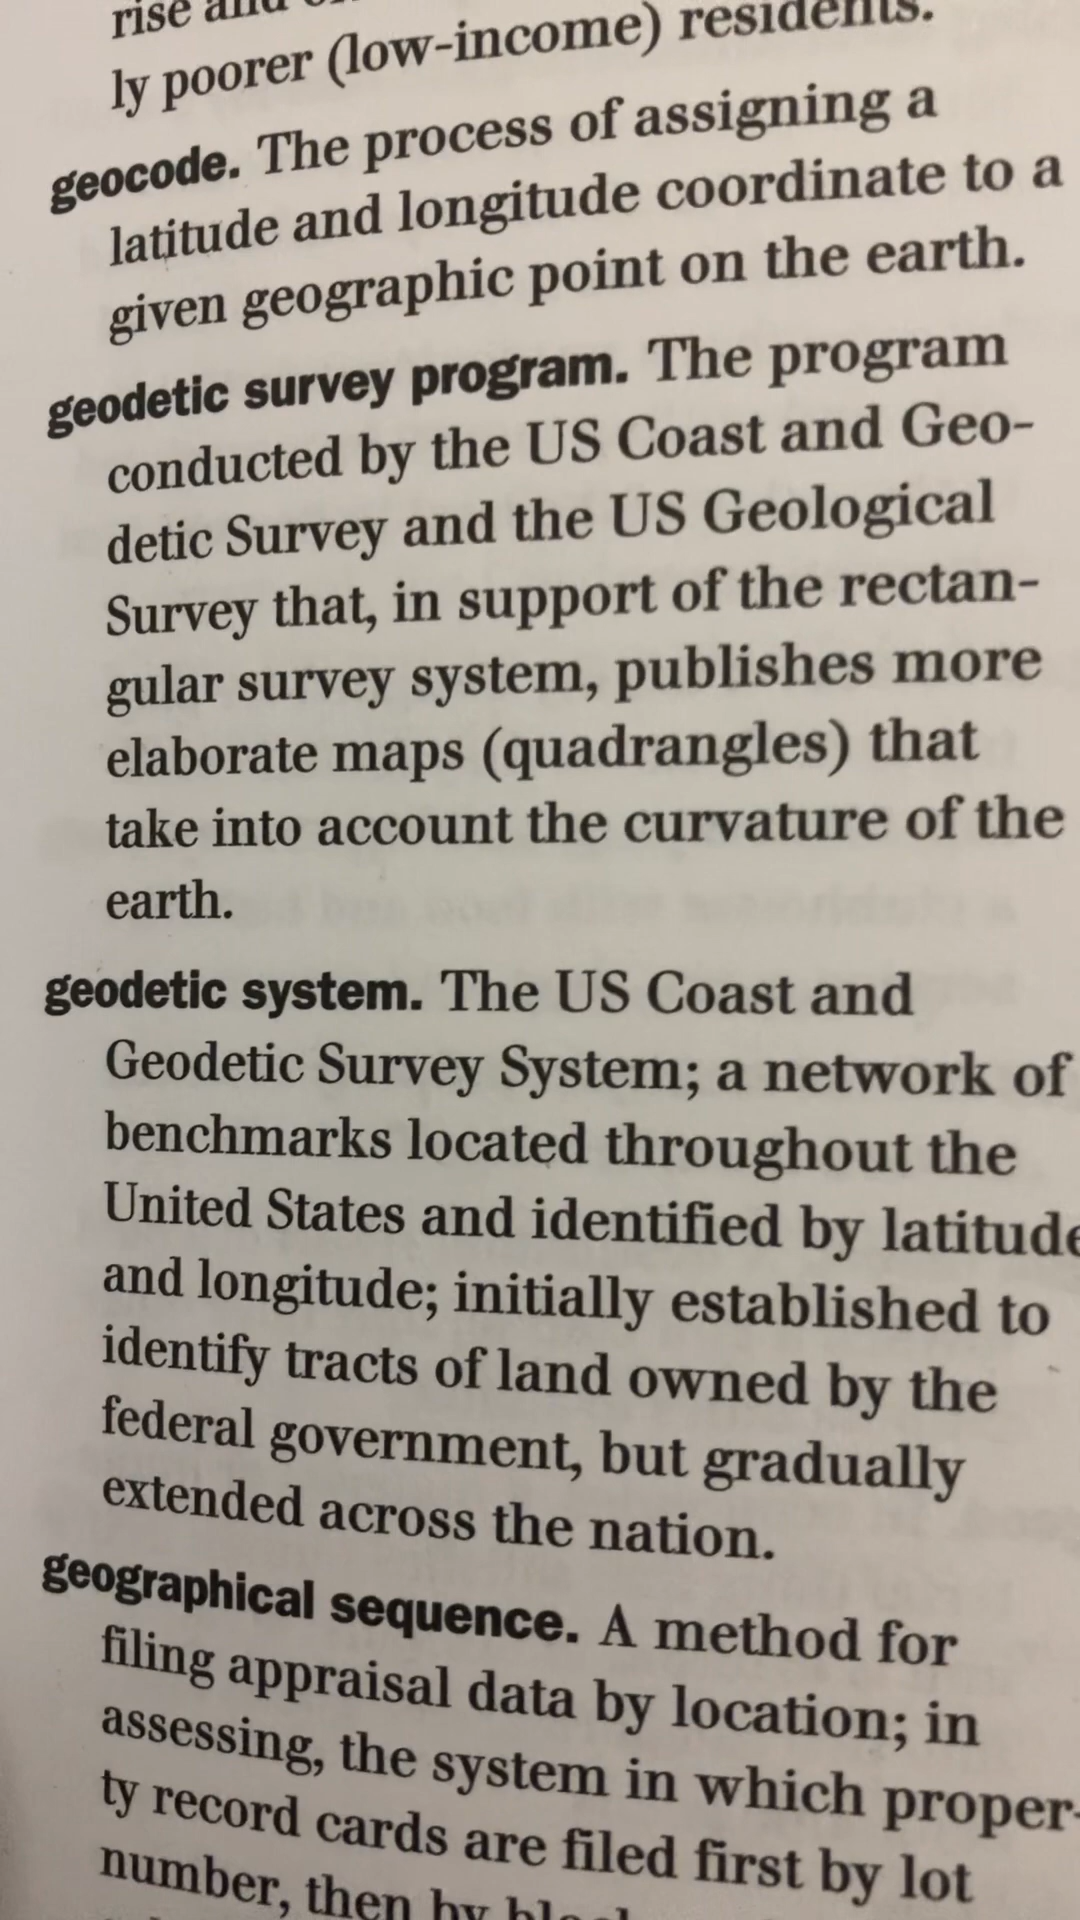 rise and
ly poorer (low-income) residents.
geocode. The process of assigning a
latitude and longitude coordinate to a
given geographic point on the earth.
geodetic survey program. The program
conducted by the US Coast and Geo-
detic Survey and the US Geological
Survey that, in support of the rectan-
gular survey system, publishes more
elaborate maps (quadrangles) that
take into account the curvature of the
earth.
geodetic system. The US Coast and
Geodetic Survey System; a network of
benchmarks located throughout the
United States and identified by latitude
and longitude; initially established to
identify tracts of land owned by the
federal government, but gradually
extended across the nation.
geographical sequence. A method for
filing appraisal data by location; in
assessing, the system in which proper-
ty record cards are filed first by lot
number, then by